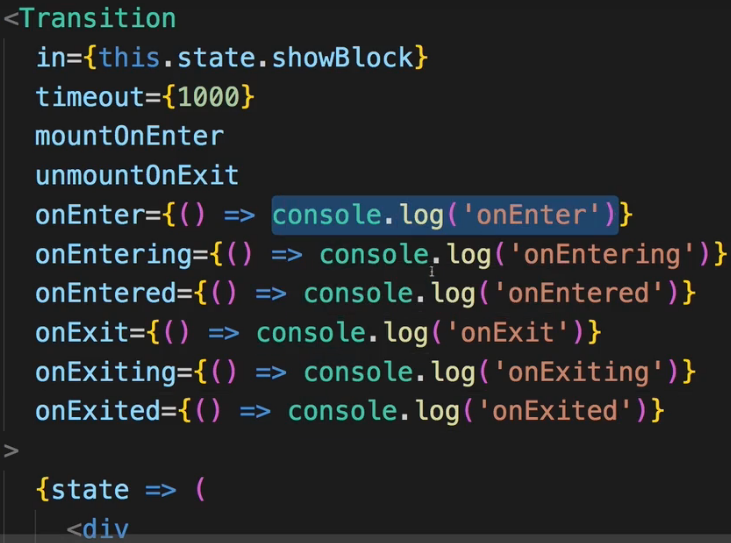 <Transition
in={this.state.showBlock}
timeout={1000}
mountOnEnter
unmountOnExit
onEnter={() => console.log('onEnter')}
onEntering={() => console.log('onEntering')}
onEntered={() => console.log('onEntered')}
onExit={() => console.log('onExit')}
onExiting={() => console.log('onExiting')}
onExited={() => console.log('onExited')}
>
{state => (
<div